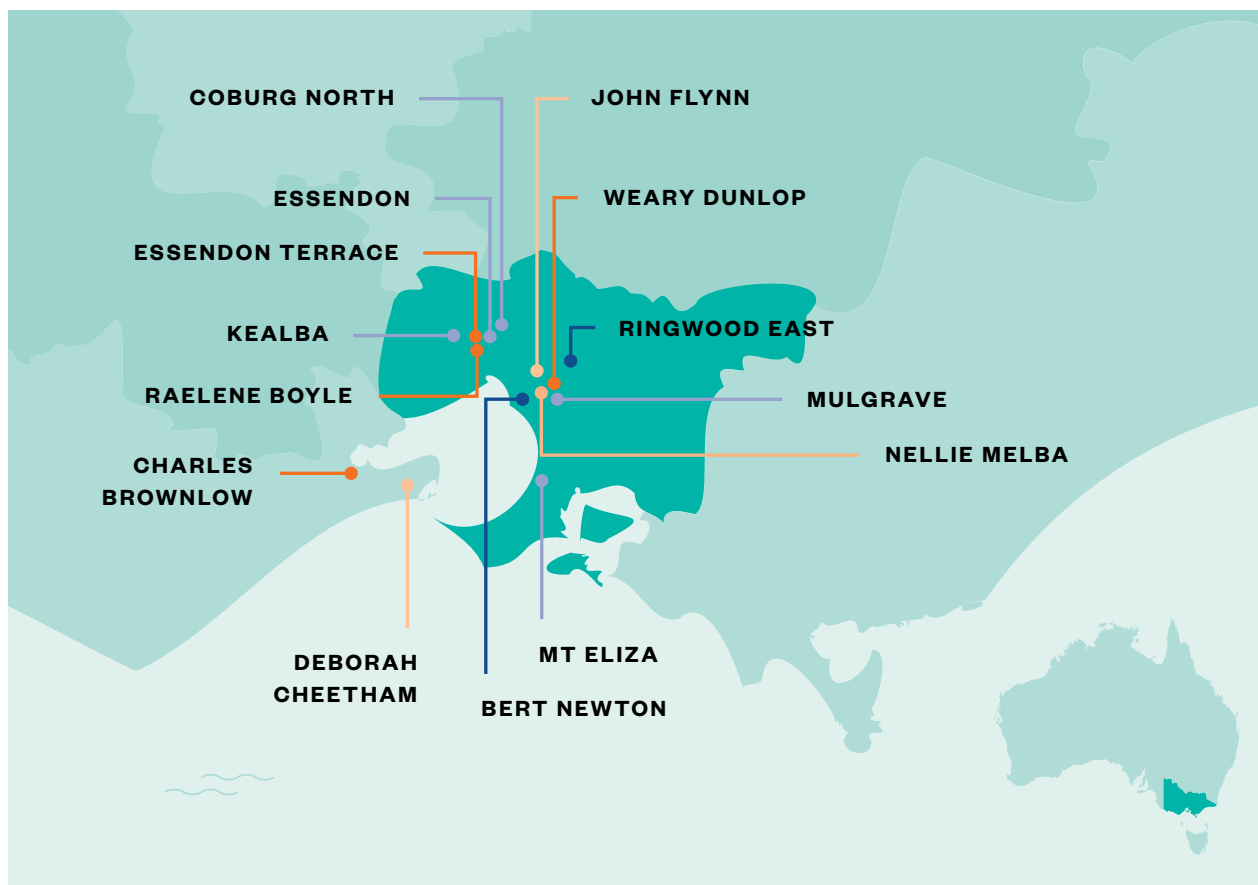 COBURG NORTH
JOHN FLYNN
ESSENDON
WEARY DUNLOP
ESSENDON TERRACE
KEALBA
RINGWOOD EAST
RAELENE BOYLE
MULGRAVE
NELLIE MELBA
CHARLES
BROWNLOW
DEBORAH
CHEETHAM
MT ELIZA
BERT NEWTON